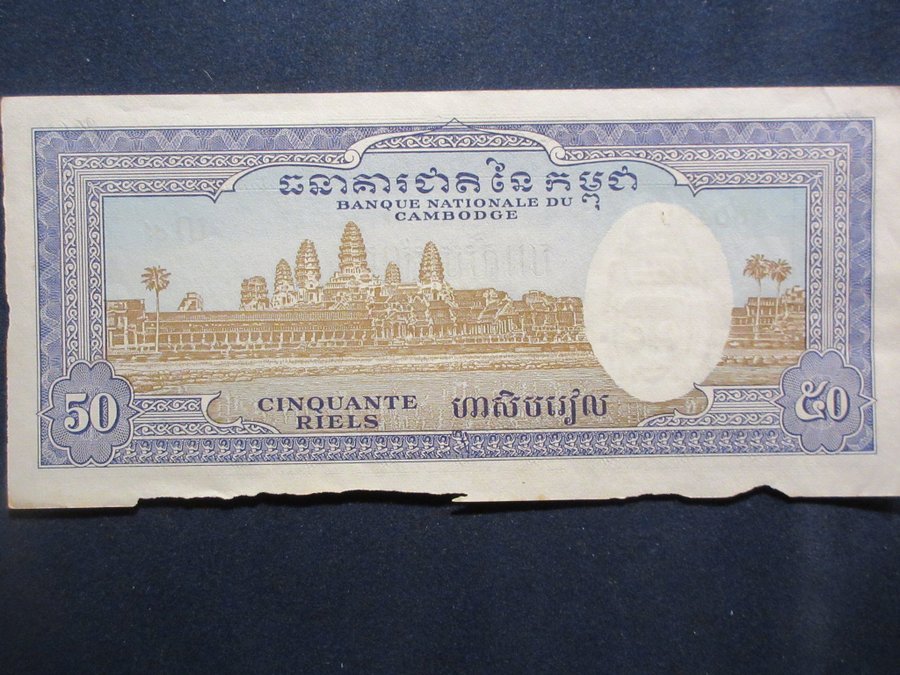 ធនាគារជាតិនៃកម្ពុជា
BANQUE NATIONALE DU
CAMBODGE
50
CINQUANTE
RIELS
ហាសិបរៀល
៥០